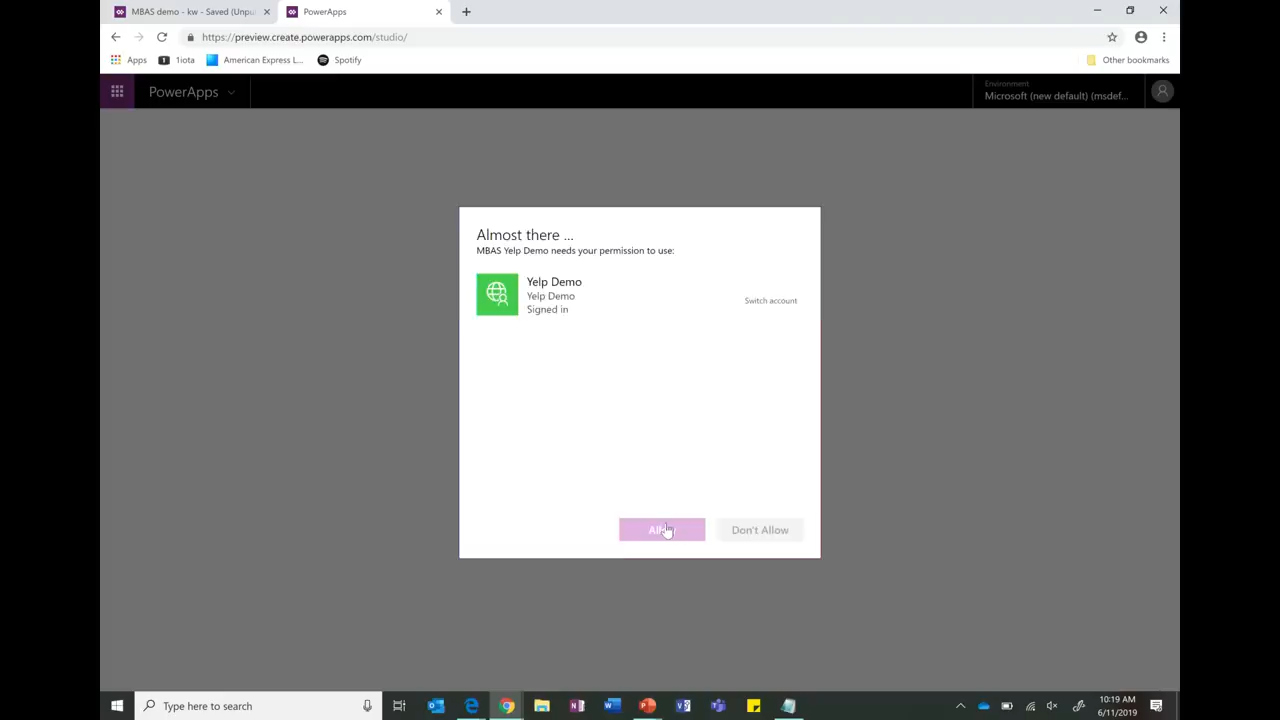 MBAS demo - kw - Saved (Unpu
PowerApps
https://preview.create.powerapps.com/studio/
Apps
1iota
American Express L...
Spotify
Other bookmarks
PowerApps
Environment
Microsoft (new default) (msdef...
Almost there ...
MBAS Yelp Demo needs your permission to use:
Yelp Demo
Yelp Demo
Signed in
Switch account
Don't Allow
Type here to search
10:19 AM
6/11/2019